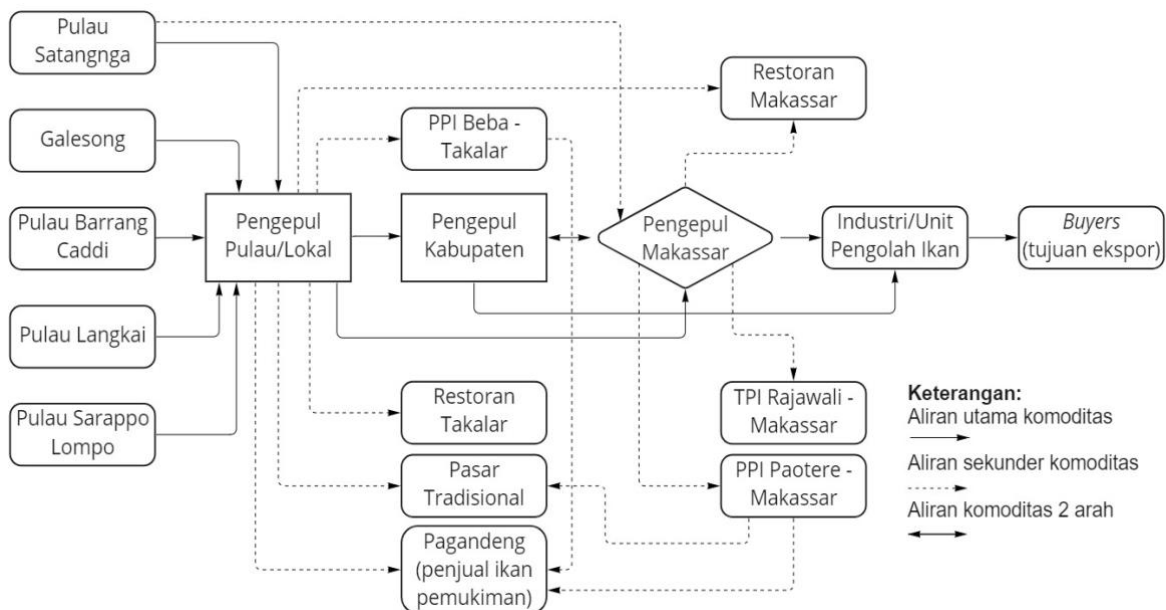 Pulau
Satangnga
Galesong
Pulau Barrang
Caddi
Pulau Langkai
Pulau Sarappo
Lompo
Pengepul
Pulau/Lokal
PPI Beba -
Takalar
Pengepul
Kabupaten
Restoran
Takalar
Pasar
Tradisional
Pagandeng
(penjual ikan
pemukiman)
Pengepul
Makassar
Restoran
Makassar
Industri/Unit
Pengolah Ikan
Buyers
(tujuan ekspor)
TPI Rajawali -
Makassar
PPI Paotere -
Makassar
Keterangan:
Aliran utama komoditas
Aliran sekunder komoditas
Aliran komoditas 2 arah